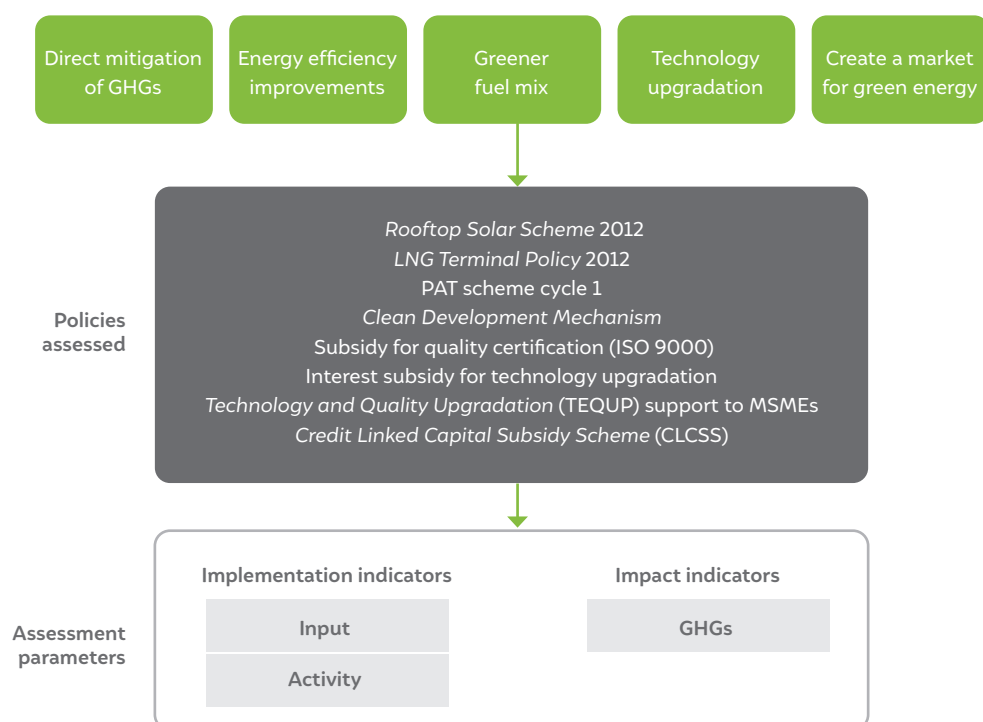 Direct mitigation
of GHGs
Energy efficiency
improvements
Greener
fuel mix
Technology
upgradation
Create a market
for green energy
Policies
assessed
Rooftop Solar Scheme 2012
LNG Terminal Policy 2012
PAT scheme cycle 1
Clean Development Mechanism
Subsidy for quality certification (ISO 9000)
Interest subsidy for technology upgradation
Technology and Quality Upgradation (TEQUP) support to MSMEs
Credit Linked Capital Subsidy Scheme (CLCSS)
Assessment
parameters
Implementation indicators
Input
Activity
Impact indicators
GHGs